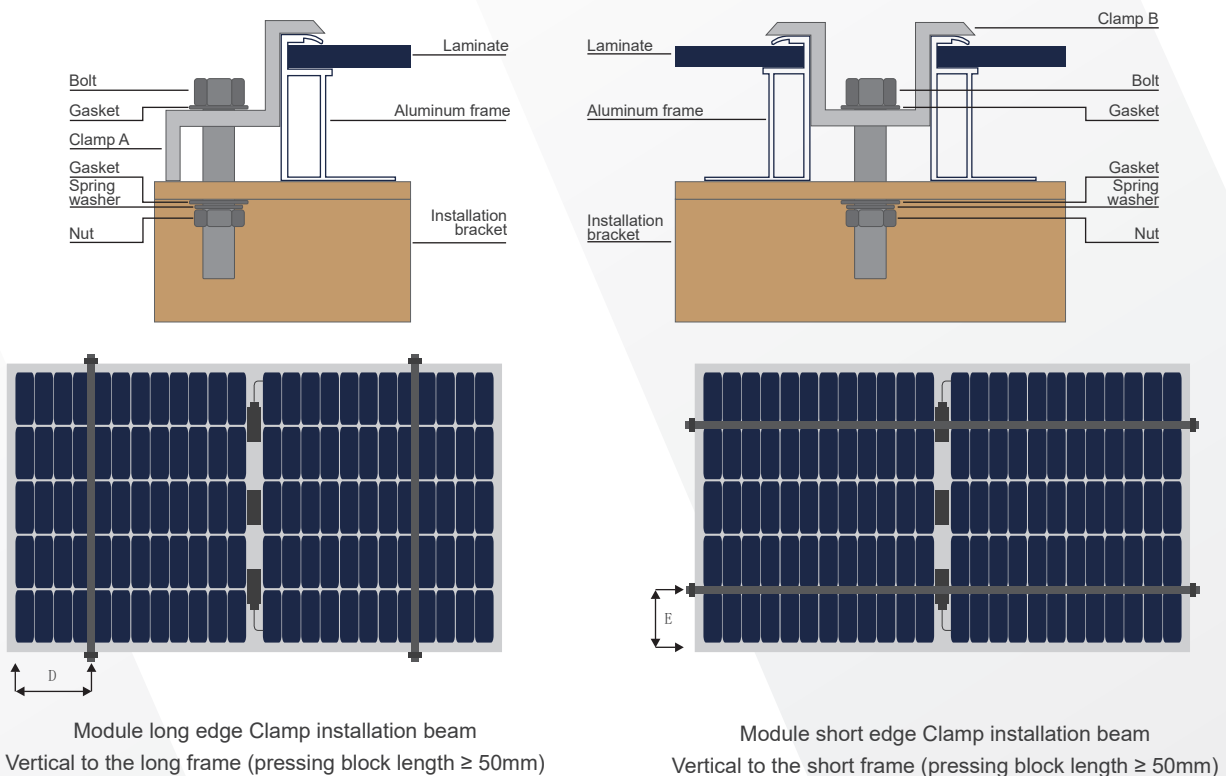 Laminate
Bolt
Gasket
Aluminum frame
Clamp A
Gasket
Spring
washer
Installation
bracket
Nut
Clamp B
Laminate
Bolt
Aluminum frame
Gasket
Gasket
Spring
washer
Installation
bracket
Nut
D
E
Module long edge Clamp installation beam
Vertical to the long frame (pressing block length ≥ 50mm)
Module short edge Clamp installation beam
Vertical to the short frame (pressing block length ≥ 50mm)